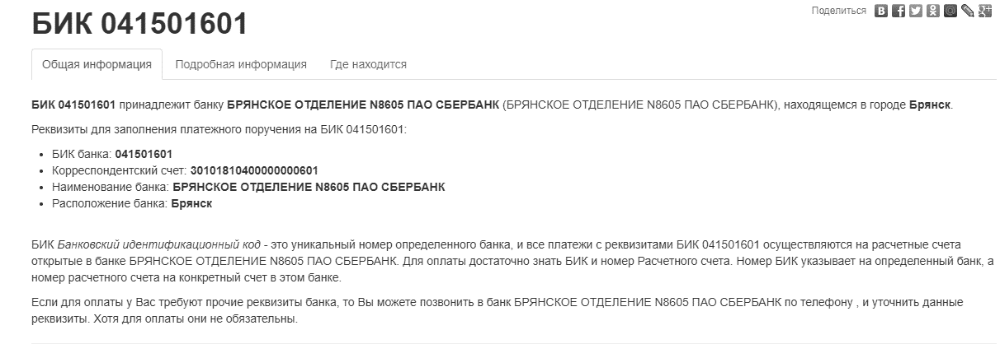 Поделиться
БИК 041501601
Общая информация
Подробная информация
Где находится
БИК 041501601 принадлежит банку БРЯНСКОЕ ОТДЕЛЕНИЕ N8605 ПАО СБЕРБАНК (БРЯНСКОЕ ОТДЕЛЕНИЕ N8605 ПАО СБЕРБАНК), находящемся в городе Брянск.
Реквизиты для заполнения платежного поручения на БИК 041501601:
• БИК банка: 041501601
• Корреспондентский счет: 30101810400000000601
• Наименование банка: БРЯНСКОЕ ОТДЕЛЕНИЕ N8605 ПАО СБЕРБАНК
• Расположение банка: Брянск
БИК Банковский идентификационный код - это уникальный номер определенного банка, и все платежи с реквизитами БИК 041501601 осуществляются на расчетные счета
открытые в банке БРЯНСКОЕ ОТДЕЛЕНИЕ N8605 ПАО СБЕРБАНК. Для оплаты достаточно знать БИК и номер Расчетного счета. Номер БИК указывает на определенный банк, а
номер расчетного счета на конкретный счет в этом банке.
Если для оплаты у Вас требуют прочие реквизиты банка, то Вы можете позвонить в банк БРЯНСКОЕ ОТДЕЛЕНИЕ N8605 ПАО СБЕРБАНК по телефону , и уточнить данные
реквизиты. Хотя для оплаты они не обязательны.